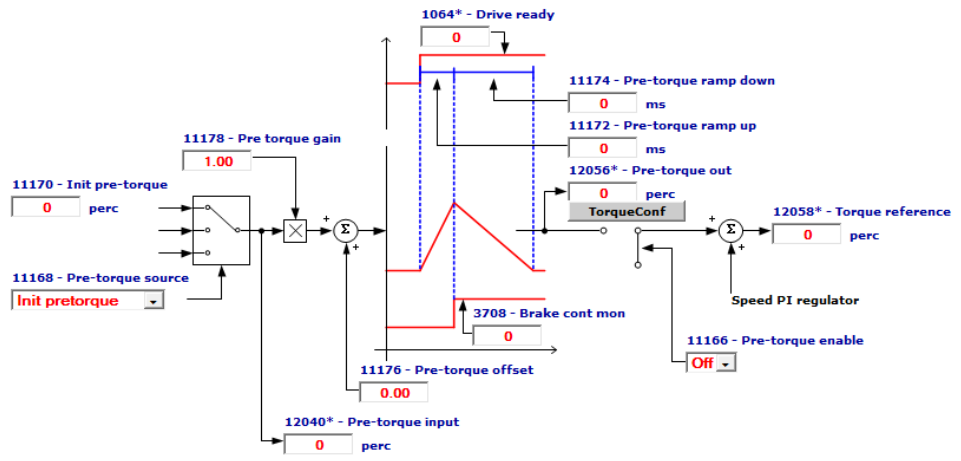 1064* - Drive ready
0
11174 - Pre-torque ramp down
0 ms
11172 - Pre-torque ramp up
0 ms
11178 - Pre torque gain
1.00
12056* - Pre-torque out
0 perc
TorqueConf
11170 - Init pre-torque
0 perc
12058* - Torque reference
0 perc
+
Σ
+
+
Σ
+
11168 - Pre-torque source
Init pretorque
Speed PI regulator
3708 - Brake cont mon
0
11166 - Pre-torque enable
Off
11176 - Pre-torque offset
0.00
12040* - Pre-torque input
0 perc